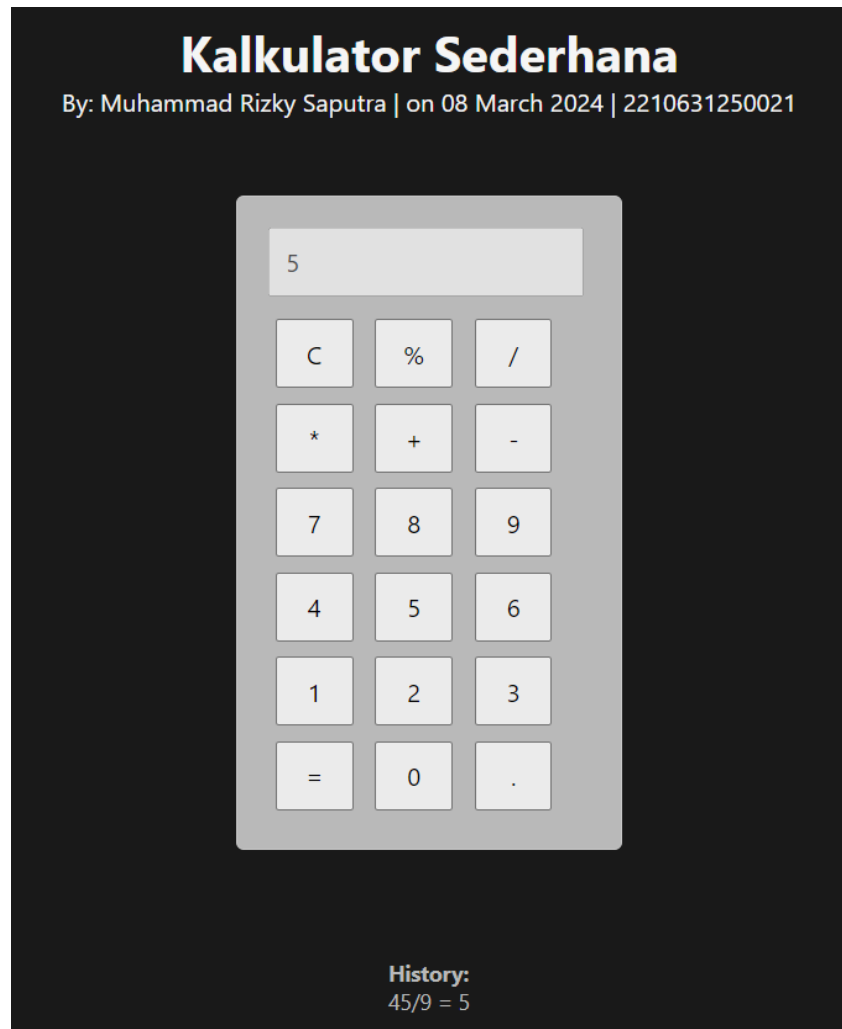 Kalkulator Sederhana
By: Muhammad Rizky Saputra | on 08 March 2024 | 2210631250021
5
C % /
* + -
7 8 9
4 5 6
1 2 3
= 0 .
History:
45/9 = 5